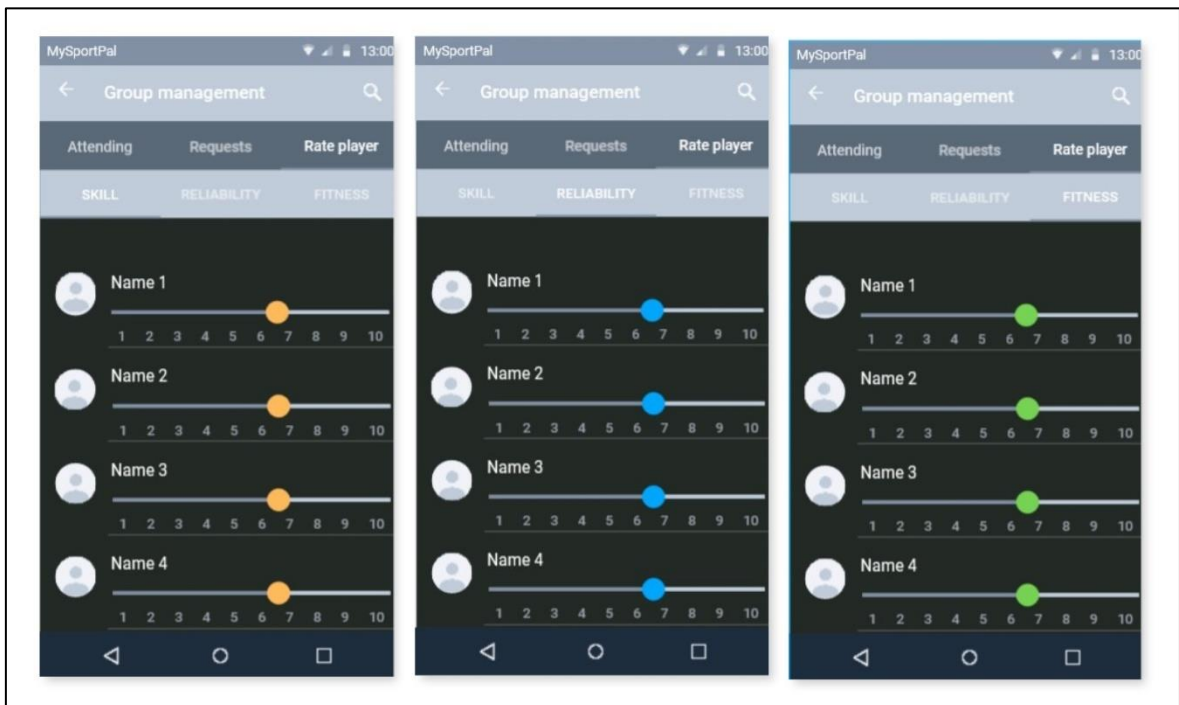 MySportPal 13:00
Group management
Attending Requests Rate player
SKILL RELIABILITY FITNESS
Name 1
1 2 3 4 5 6 7 8 9 10
Name 2
1 2 3 4 5 6 7 8 9 10
Name 3
1 2 3 4 5 6 7 8 9 10
Name 4
1 2 3 4 5 6 7 8 9 10
MySportPal 13:00
Group management
Attending Requests Rate player
SKILL RELIABILITY FITNESS
Name 1
1 2 3 4 5 6 7 8 9 10
Name 2
1 2 3 4 5 6 7 8 9 10
Name 3
1 2 3 4 5 6 7 8 9 10
Name 4
1 2 3 4 5 6 7 8 9 10
MySportPal 13:00
Group management
Attending Requests Rate player
SKILL RELIABILITY FITNESS
Name 1
1 2 3 4 5 6 7 8 9 10
Name 2
1 2 3 4 5 6 7 8 9 10
Name 3
1 2 3 4 5 6 7 8 9 10
Name 4
1 2 3 4 5 6 7 8 9 10